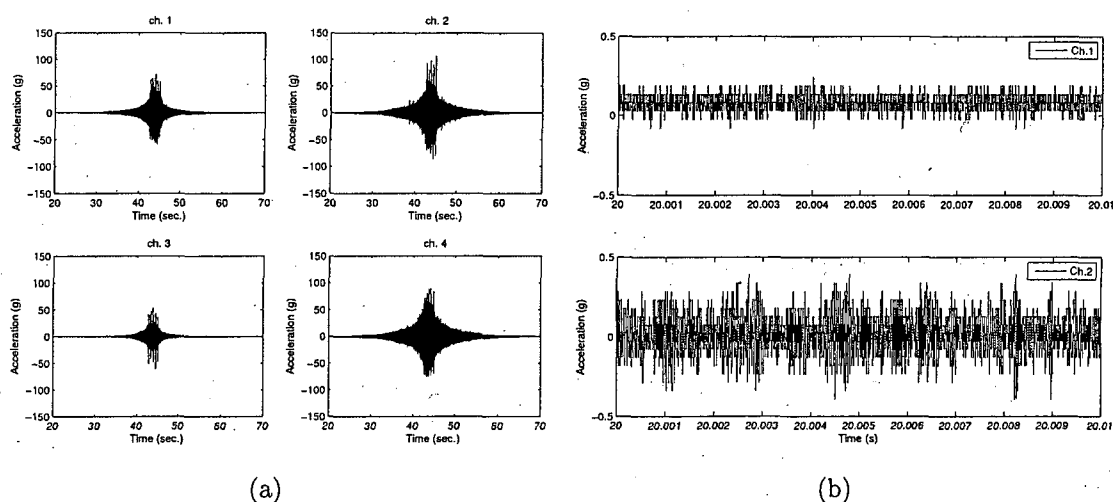 ch. 1
150
100
50
0
−50
−100
−150
20 30 40 50 60 70
Acceleration (g)
Time (sec.)
ch. 2
150
100
50
0
−50
−100
−150
20 30 40 50 60 70
Acceleration (g)
Time (sec.)
ch. 3
150
100
50
0
−50
−100
−150
20 30 40 50 60 70
Acceleration (g)
Time (sec.)
ch. 4
150
100
50
0
−50
−100
−150
20 30 40 50 60 70
Acceleration (g)
Time (sec.)
(a)
0.5
0
−0.5
Acceleration (g)
Ch.1
20 20.001 20.002 20.003 20.004 20.005 20.006 20.007 20.008 20.009 20.01
0.5
0
−0.5
Acceleration (g)
Ch.2
20 20.001 20.002 20.003 20.004 20.005 20.006 20.007 20.008 20.009 20.01
Time (s)
(b)